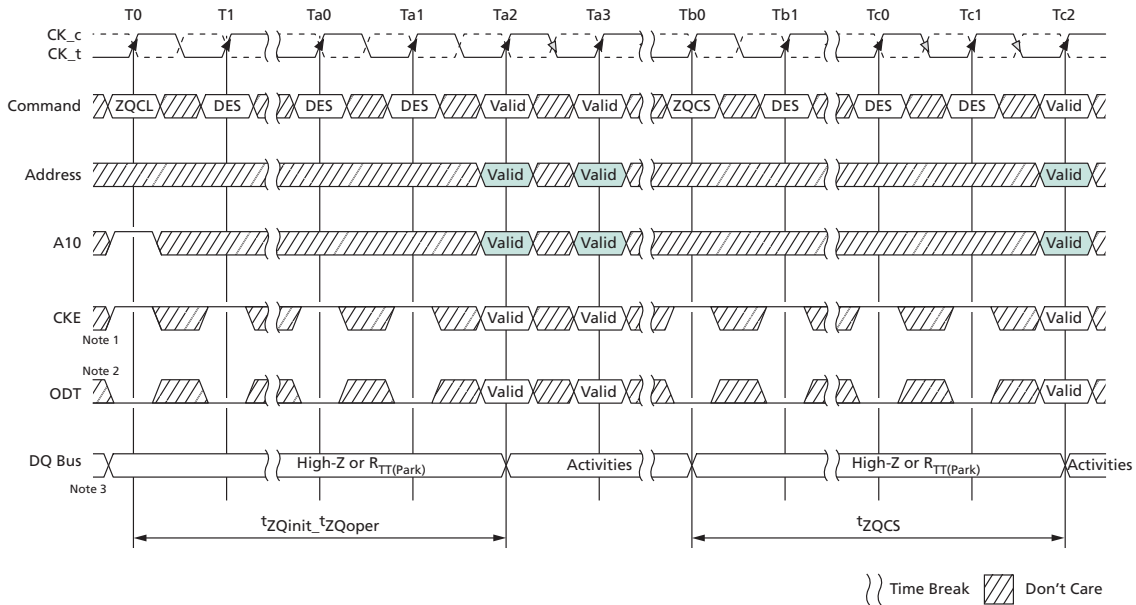 T0 T1 Ta0 Ta1 Ta2 Ta3 Tb0 Tb1 Tc0 Tc1 Tc2
CK_c
CK_t
Command ZQCL DES DES DES Valid Valid ZQCS DES DES DES Valid
Address Valid Valid Valid
A10 Valid Valid Valid
CKE Valid Valid Valid
Note 1
Note 2
ODT Valid Valid Valid
DQ Bus High-Z or RTT(Park) Activities High-Z or RTT(Park) Activities
Note 3
tZQinit_tZQoper tZQCS
Time Break Don't Care